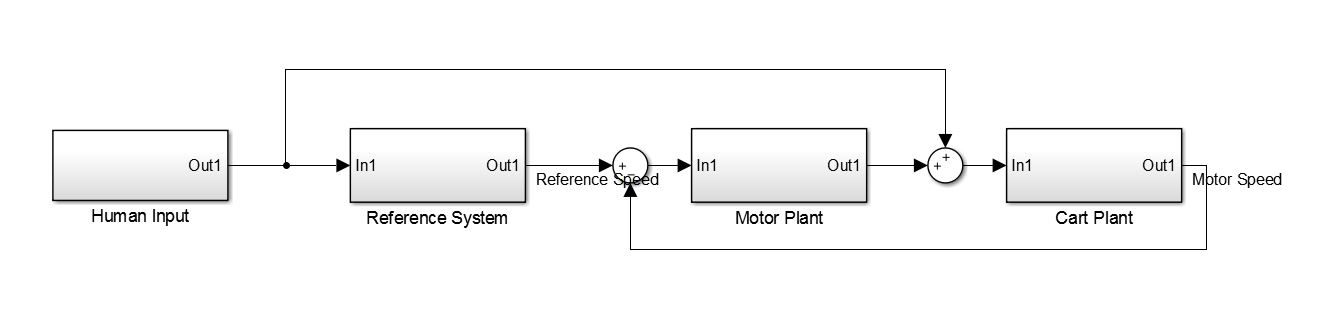 Out1
Human Input
In1
Out1
Reference System
Reference Speed
+
−
In1
Out1
Motor Plant
+
+
In1
Out1
Cart Plant
Motor Speed